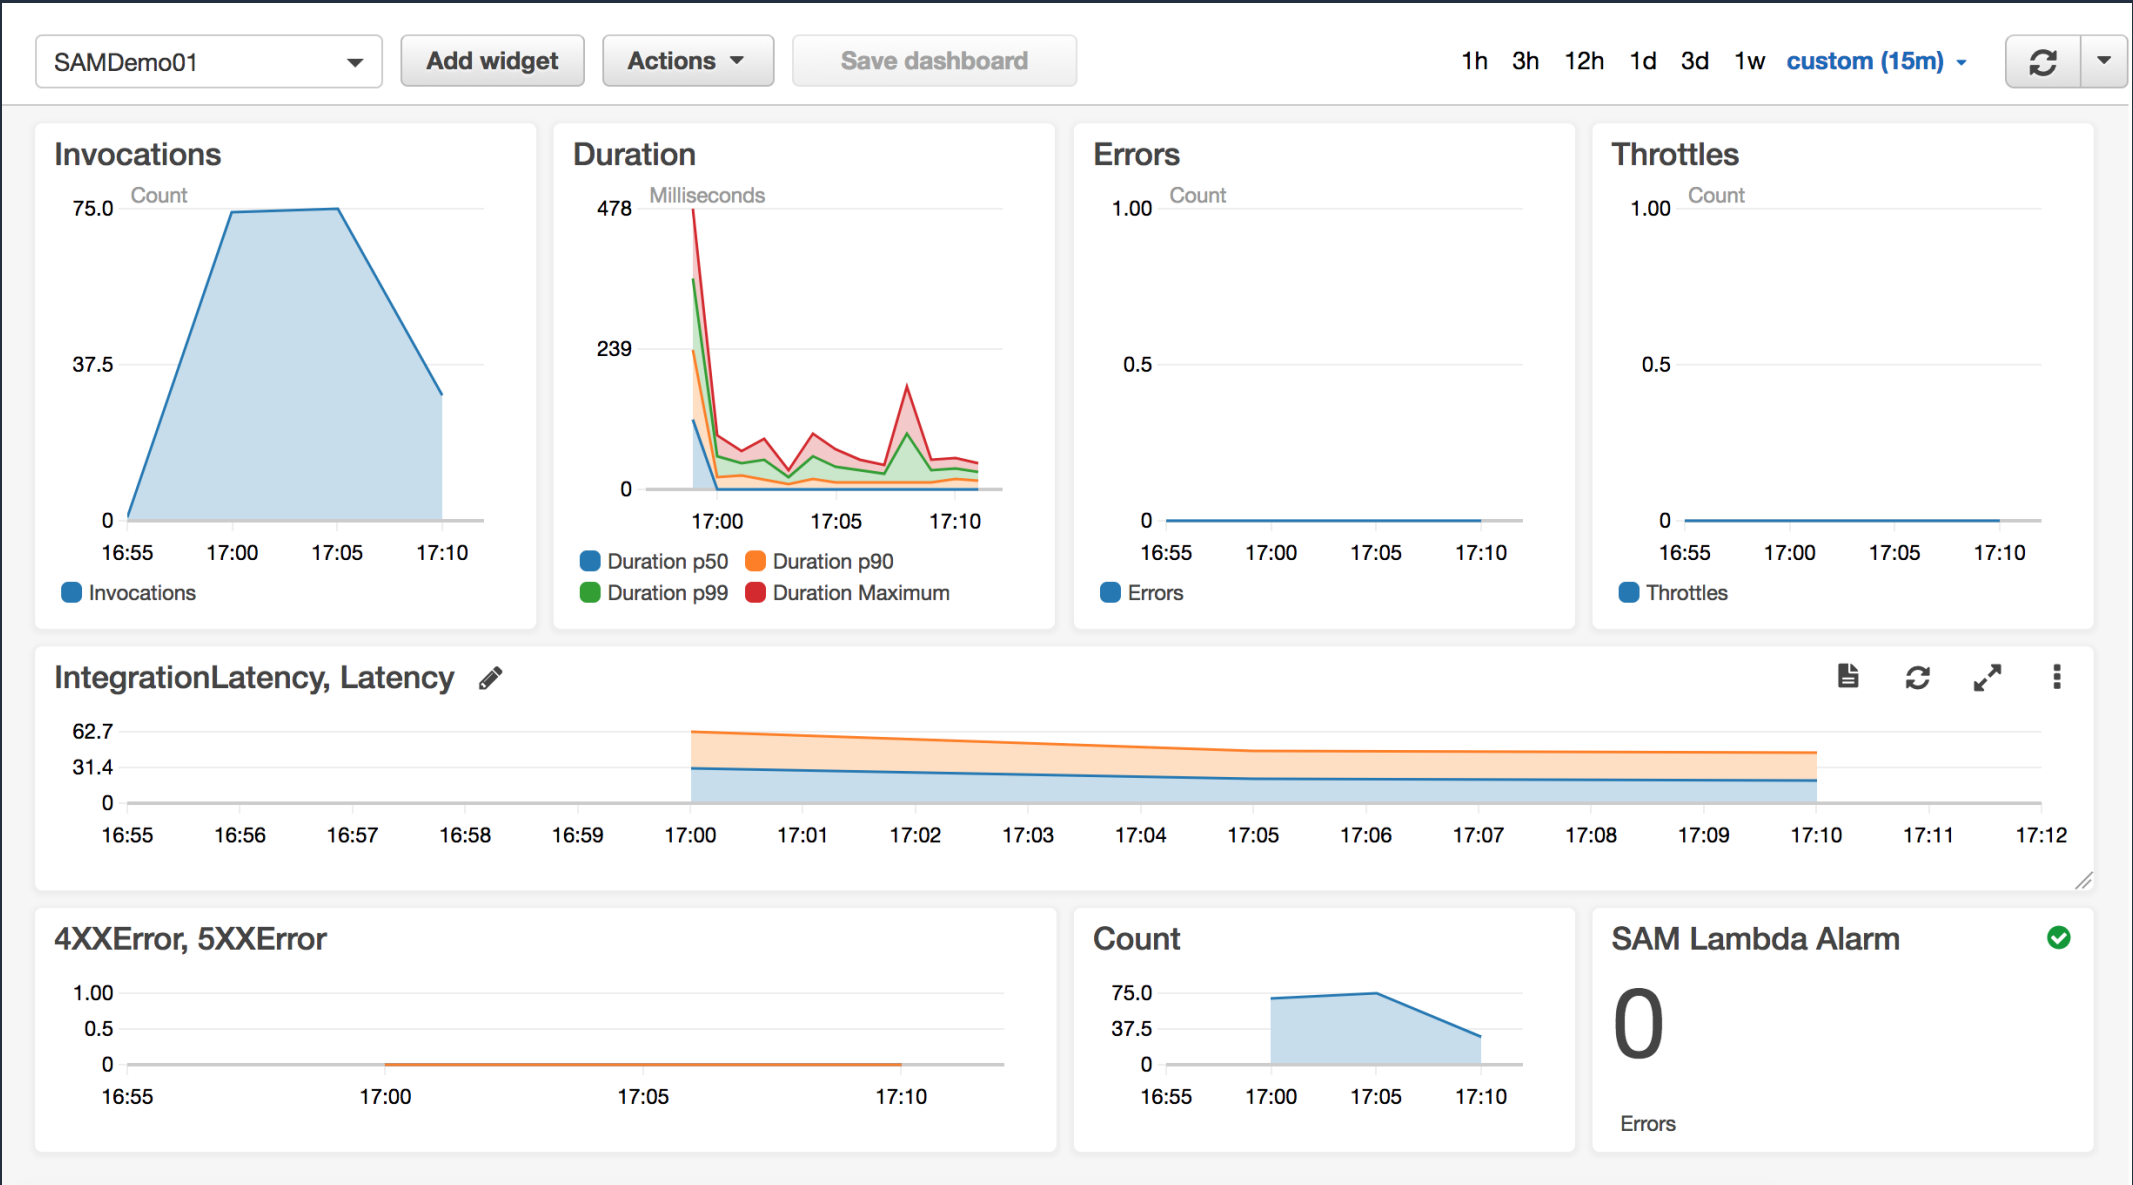 SAMDemo01 Add widget Actions Save dashboard 1h 3h 12h 1d 3d 1w custom (15m)
Invocations
Count
75.0
37.5
0
16:55 17:00 17:05 17:10
Invocations
Duration
Milliseconds
478
239
0
17:00 17:05 17:10
Duration p50 Duration p90
Duration p99 Duration Maximum
Errors
Count
1.00
0.5
0
16:55 17:00 17:05 17:10
Errors
Throttles
Count
1.00
0.5
0
16:55 17:00 17:05 17:10
Throttles
IntegrationLatency, Latency
62.7
31.4
0
16:55 16:56 16:57 16:58 16:59 17:00 17:01 17:02 17:03 17:04 17:05 17:06 17:07 17:08 17:09 17:10 17:11 17:12
4XXError, 5XXError
1.00
0.5
0
16:55 17:00 17:05 17:10
Count
75.0
37.5
0
16:55 17:00 17:05 17:10
SAM Lambda Alarm
0
Errors